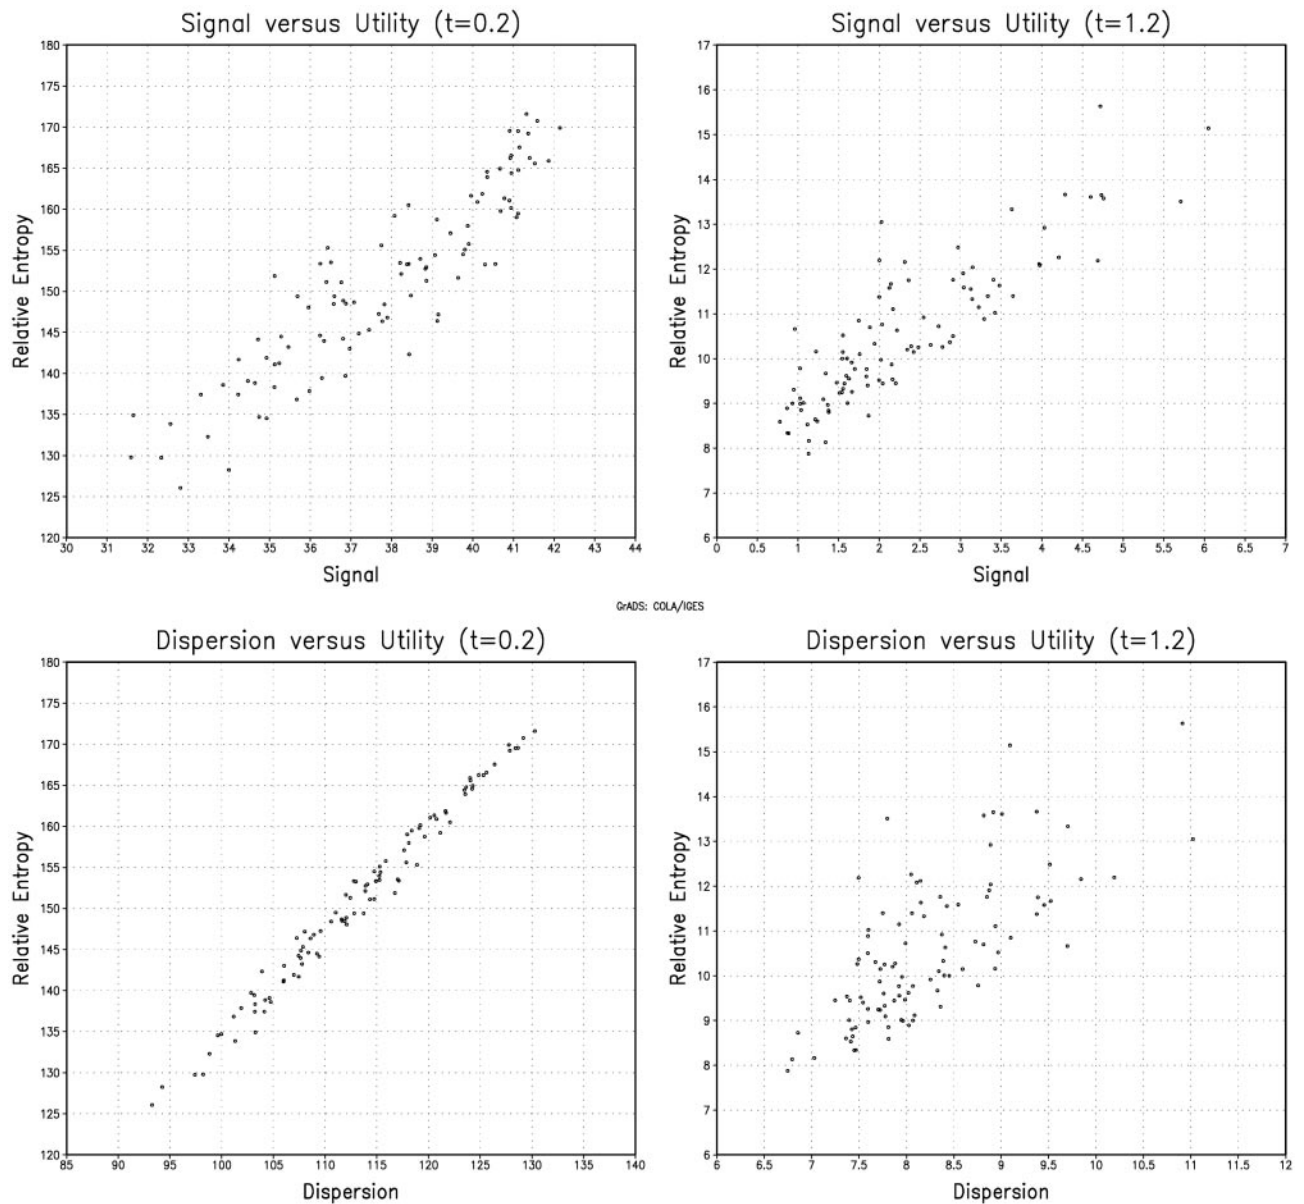 Signal versus Utility (t=0.2)
180
175
170
165
160
155
150
145
140
135
130
125
120
Relative Entropy
30 31 32 33 34 35 36 37 38 39 40 41 42 43 44
Signal
Signal versus Utility (t=1.2)
17
16
15
14
13
12
11
10
9
8
7
6
Relative Entropy
0 0.5 1 1.5 2 2.5 3 3.5 4 4.5 5 5.5 6 6.5 7
Signal
GrADS: COLA/IGES
Dispersion versus Utility (t=0.2)
180
175
170
165
160
155
150
145
140
135
130
125
120
Relative Entropy
85 90 95 100 105 110 115 120 125 130 135 140
Dispersion
Dispersion versus Utility (t=1.2)
17
16
15
14
13
12
11
10
9
8
7
6
Relative Entropy
6 6.5 7 7.5 8 8.5 9 9.5 10 10.5 11 11.5 12
Dispersion